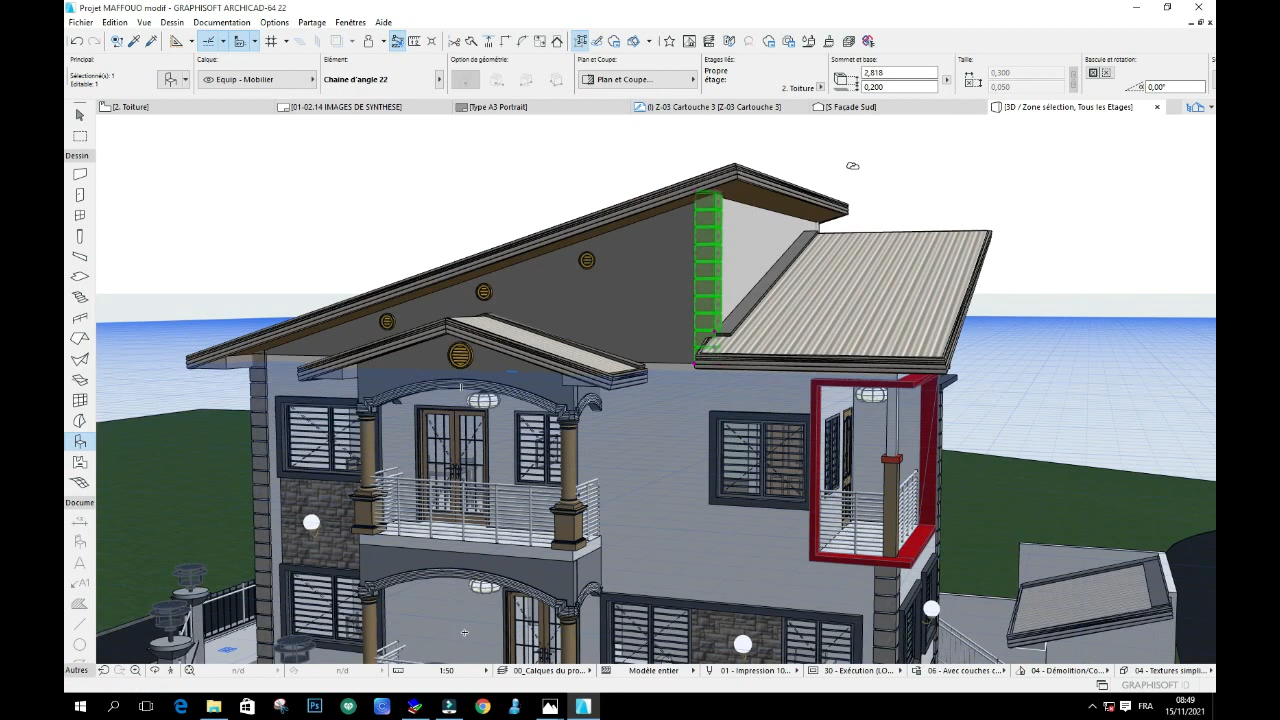 Projet MAFFOUO modif - GRAPHISOFT ARCHICAD-64 22
Fichier Edition Vue Dessin Documentation Options Partage Fenêtres Aide
Principal: Calque: Elément: Option de géométrie: Plan et Coupe: Etages liés: Sommet et base: Taille: Bascule et rotation:
Sélectionné(s): 1
Editable: 1
Equip - Mobilier
Chaine d'angle 22
Plan et Coupe...
Propre
étage:
2. Toiture
2,818
0,200
0,300
0,050
0,00°
[2. Toiture] [01-02.14 IMAGES DE SYNTHESE] [Type A3 Portrait] (I) Z-03 Cartouche 3 [Z-03 Cartouche 3] [S Façade Sud] [3D / Zone sélection, Tous les Etages]
Dessin
Docume
A
A1
Autres
n/d n/d 1:50 00_Calques du pro... Modèle entier 01 - Impression 10... 30 - Exécution (LO... 06 - Avec couches c... 04 - Démolition/Co... 04 - Textures simpli...
GRAPHISOFT ID
FRA
08:49
15/11/2021